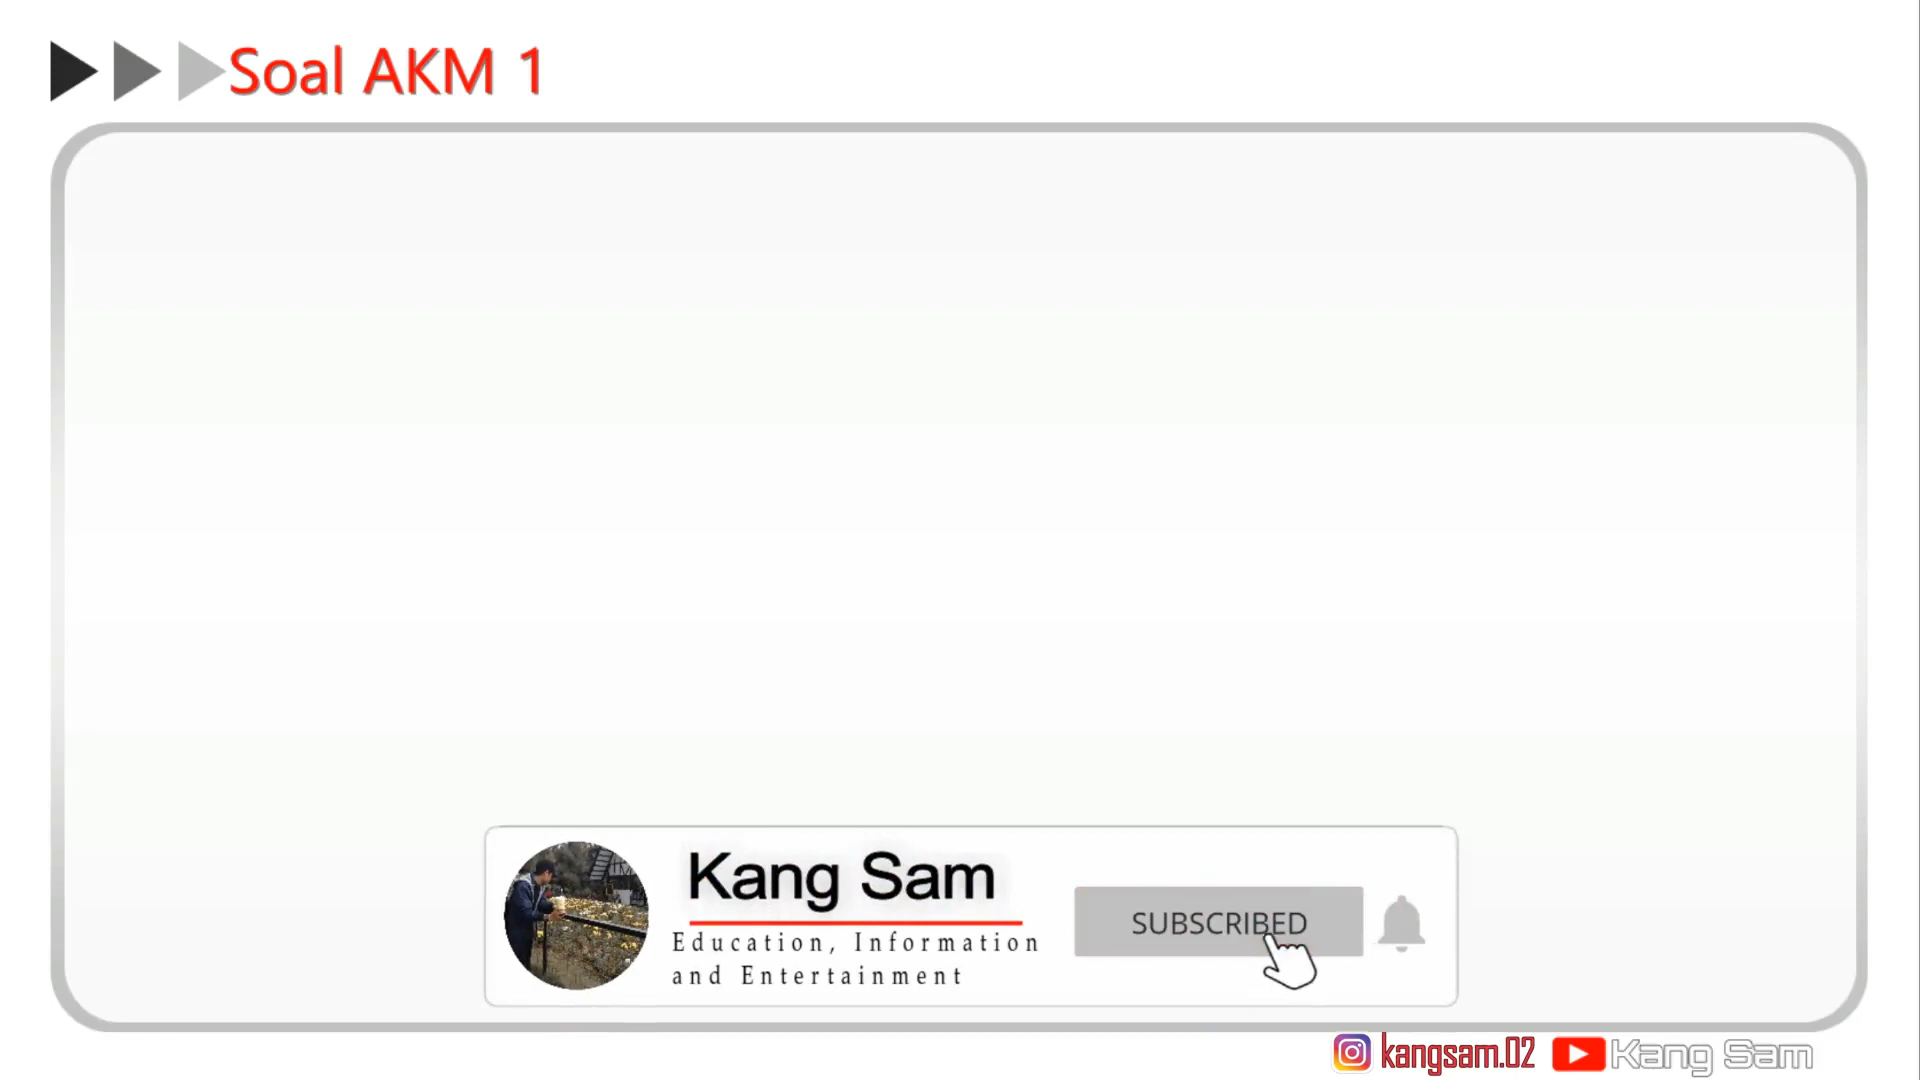 Soal AKM 1
Kang Sam
Education, Information
and Entertainment
SUBSCRIBED
kangsam.02
Kang Sam